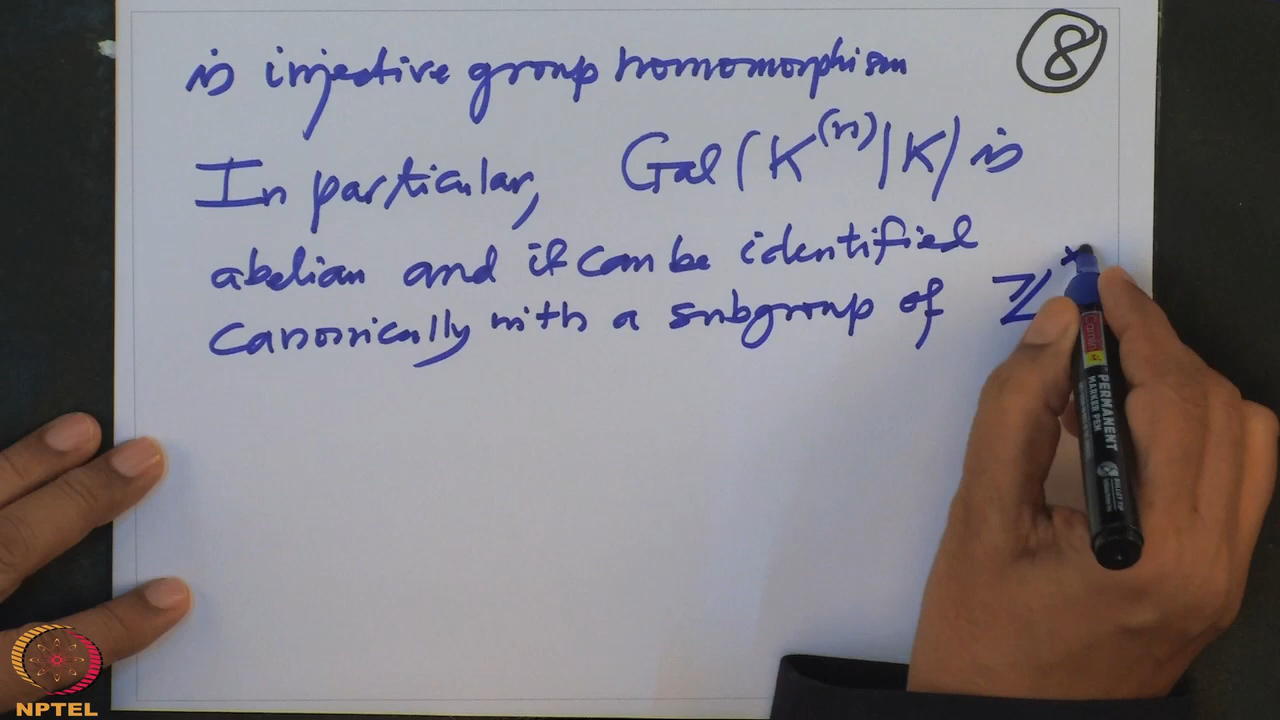 8
is injective group homomorphism
In particular, Gal(K^(n)|K) is
abelian and it can be identified
canonically with a subgroup of ℤ^×
PERMANENT
MARKER PEN
NPTEL